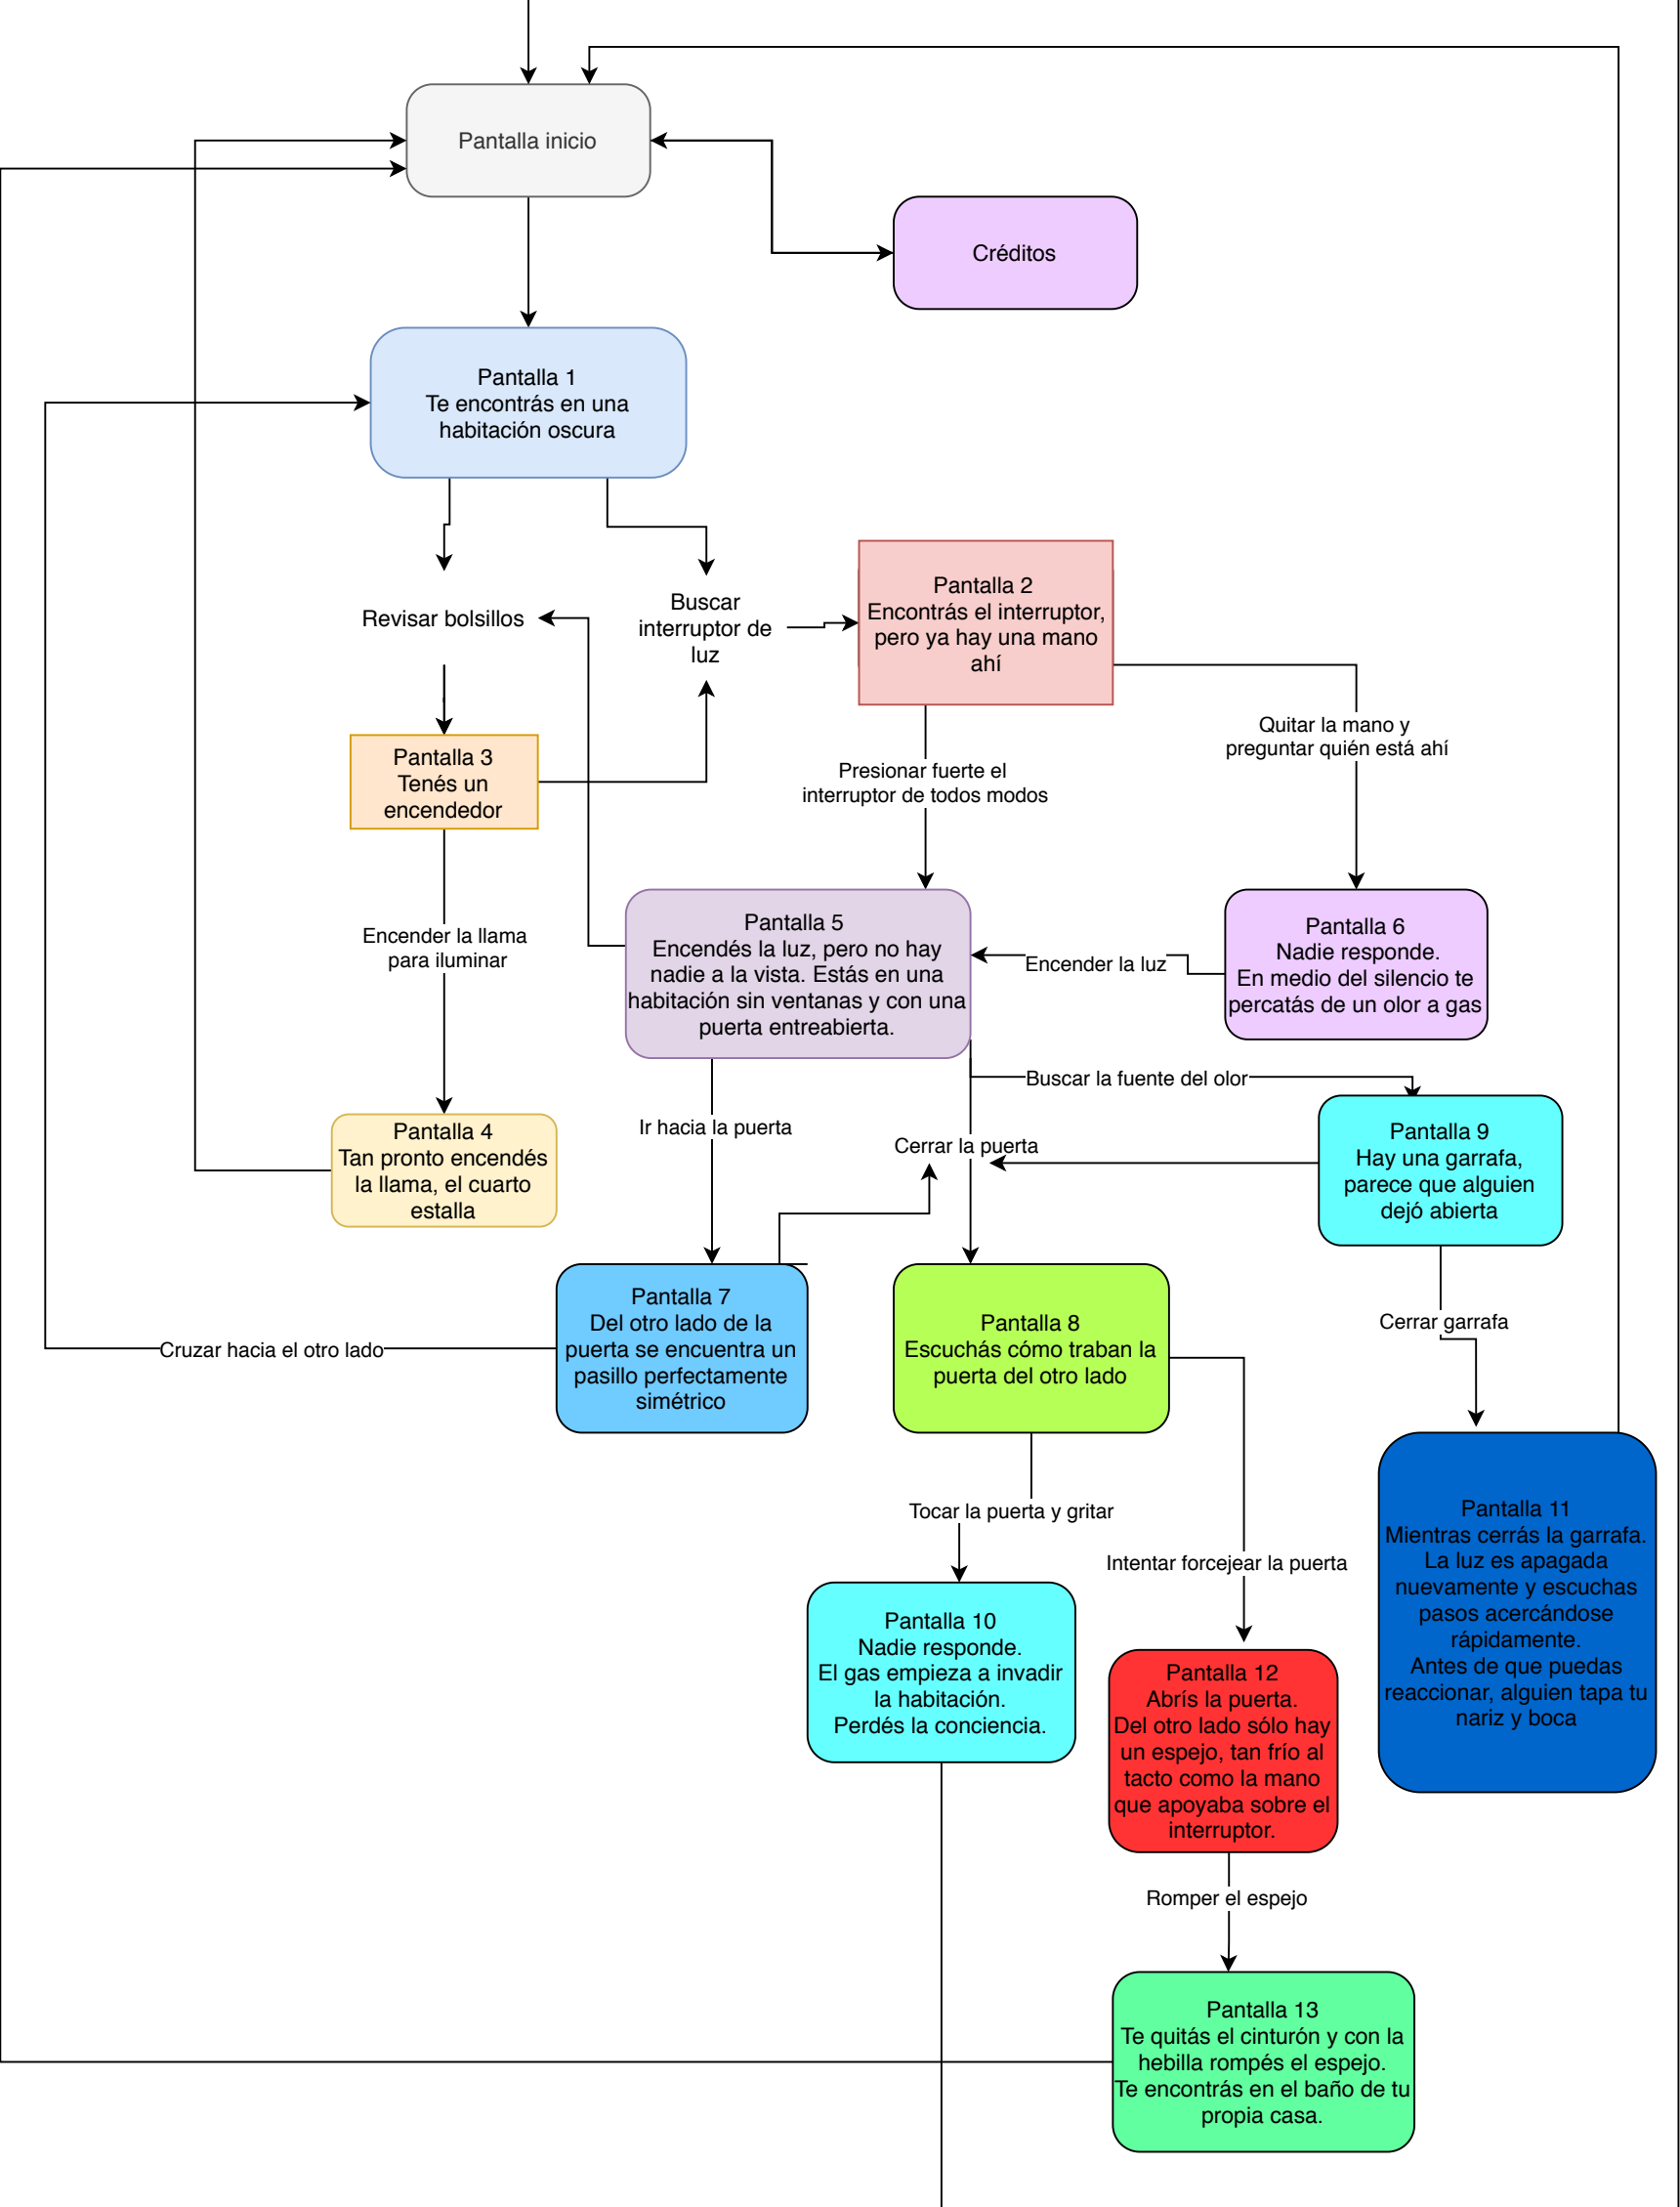 Pantalla inicio
Créditos
Pantalla 1
Te encontrás en una
habitación oscura
Revisar bolsillos
Buscar
interruptor de
luz
Pantalla 2
Encontrás el interruptor,
pero ya hay una mano
ahí
Quitar la mano y
preguntar quién está ahí
Pantalla 3
Tenés un
encendedor
Presionar fuerte el
interruptor de todos modos
Encender la llama
para iluminar
Pantalla 5
Encendés la luz, pero no hay
nadie a la vista. Estás en una
habitación sin ventanas y con una
puerta entreabierta.
Encender la luz
Pantalla 6
Nadie responde.
En medio del silencio te
percatás de un olor a gas
Buscar la fuente del olor
Ir hacia la puerta
Cerrar la puerta
Pantalla 4
Tan pronto encendés
la llama, el cuarto
estalla
Pantalla 9
Hay una garrafa,
parece que alguien
dejó abierta
Cruzar hacia el otro lado
Pantalla 7
Del otro lado de la
puerta se encuentra un
pasillo perfectamente
simétrico
Pantalla 8
Escuchás cómo traban la
puerta del otro lado
Cerrar garrafa
Tocar la puerta y gritar
Intentar forcejear la puerta
Pantalla 11
Mientras cerrás la garrafa.
La luz es apagada
nuevamente y escuchas
pasos acercándose
rápidamente.
Antes de que puedas
reaccionar, alguien tapa tu
nariz y boca
Pantalla 10
Nadie responde.
El gas empieza a invadir
la habitación.
Perdés la conciencia.
Pantalla 12
Abrís la puerta.
Del otro lado sólo hay
un espejo, tan frío al
tacto como la mano
que apoyaba sobre el
interruptor.
Romper el espejo
Pantalla 13
Te quitás el cinturón y con la
hebilla rompés el espejo.
Te encontrás en el baño de tu
propia casa.